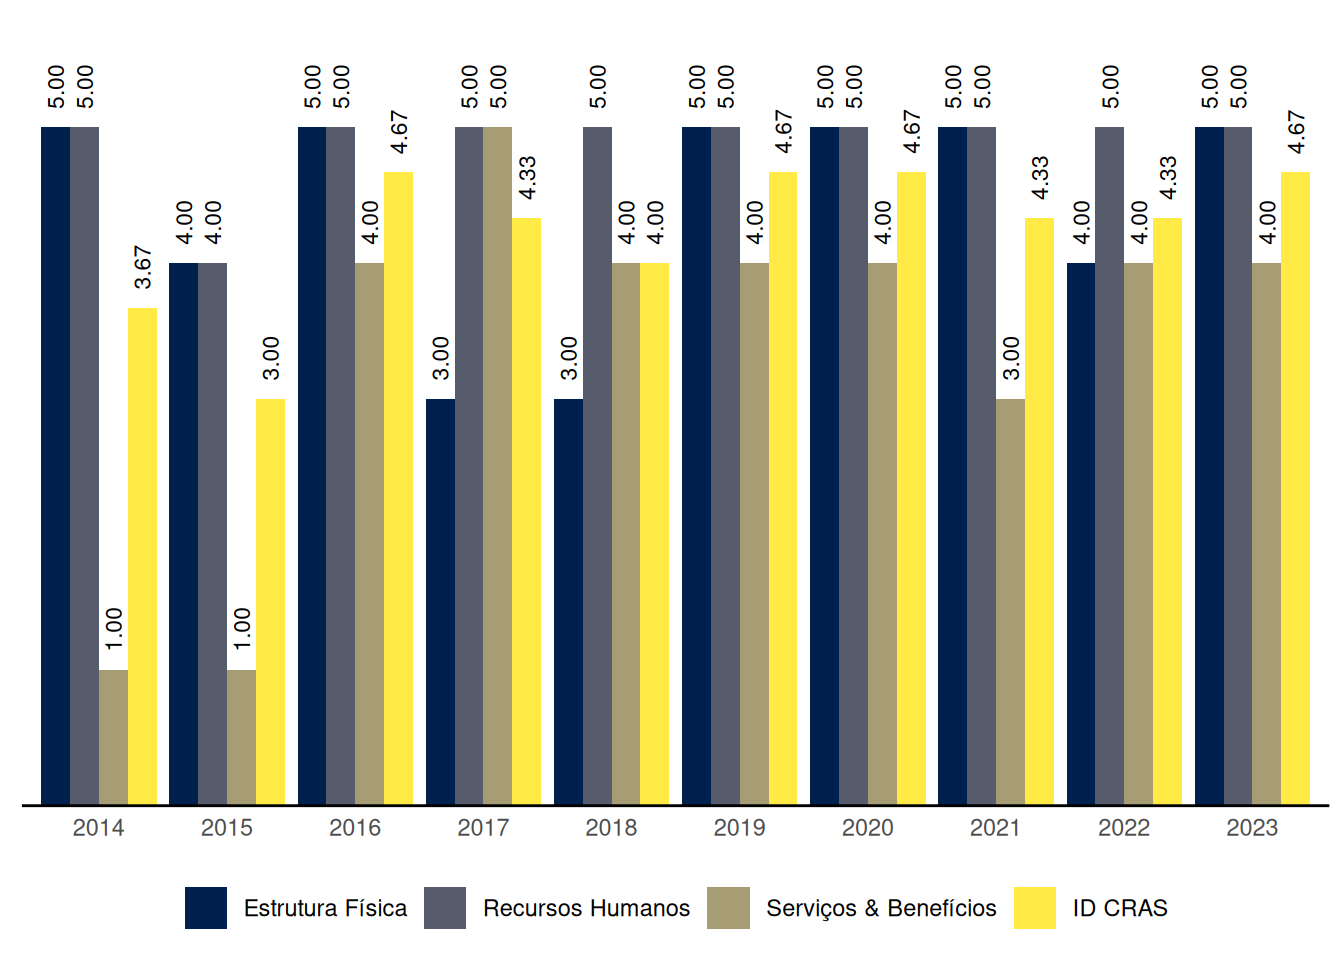 5.00 5.00 1.00 3.67
4.00 4.00 1.00 3.00
5.00 5.00 4.00 4.67
3.00 5.00 5.00 4.33
3.00 5.00 4.00 4.00
5.00 5.00 4.00 4.67
5.00 5.00 4.00 4.67
5.00 5.00 3.00 4.33
4.00 5.00 4.00 4.33
5.00 5.00 4.00 4.67
2014 2015 2016 2017 2018 2019 2020 2021 2022 2023
Estrutura Física Recursos Humanos Serviços & Benefícios ID CRAS